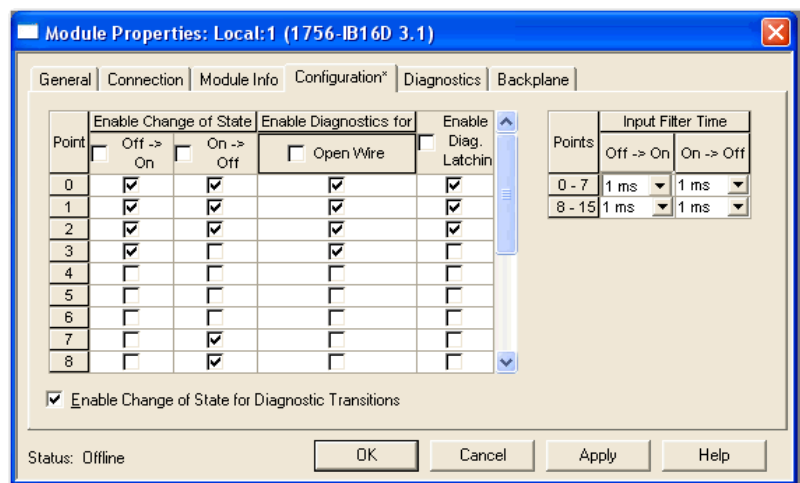 Module Properties: Local:1 (1756-IB16D 3.1)
General Connection Module Info Configuration* Diagnostics Backplane
Enable Change of State Enable Diagnostics for Enable
Point Off -> On -> Open Wire Diag.
On Off Latchin
0
1
2
3
4
5
6
7
8
Input Filter Time
Points Off -> On On -> Off
0 - 7 1 ms 1 ms
8 - 15 1 ms 1 ms
Enable Change of State for Diagnostic Transitions
Status: Offline OK Cancel Apply Help